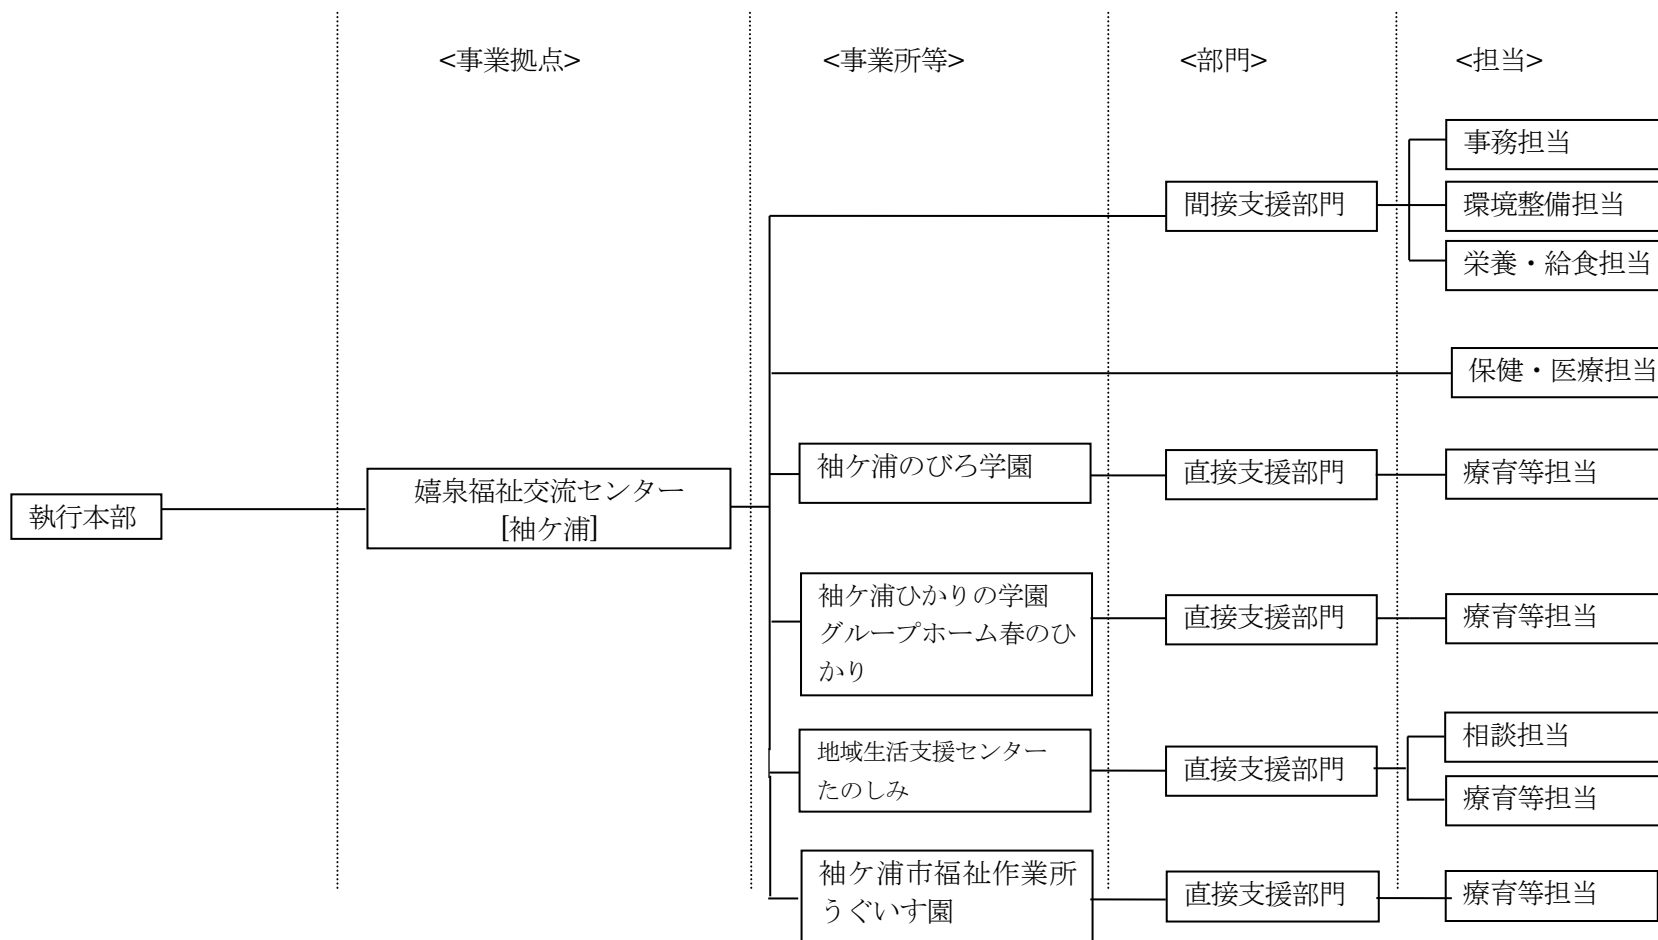 <事業拠点>
<事業所等>
<部門>
<担当>
事務担当
間接支援部門
環境整備担当
栄養・給食担当
保健・医療担当
袖ケ浦のびろ学園
直接支援部門
療育等担当
執行本部
嬉泉福祉交流センター
[袖ケ浦]
袖ケ浦ひかりの学園
グループホーム春のひ
かり
直接支援部門
療育等担当
地域生活支援センター
たのしみ
直接支援部門
相談担当
療育等担当
袖ケ浦市福祉作業所
うぐいす園
直接支援部門
療育等担当